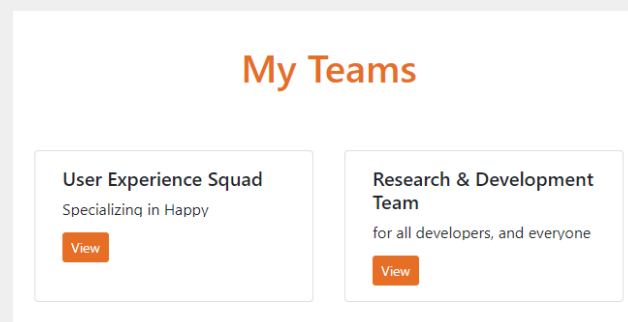 My Teams
User Experience Squad
Specializing in Happy
View
Research & Development
Team
for all developers, and everyone
View